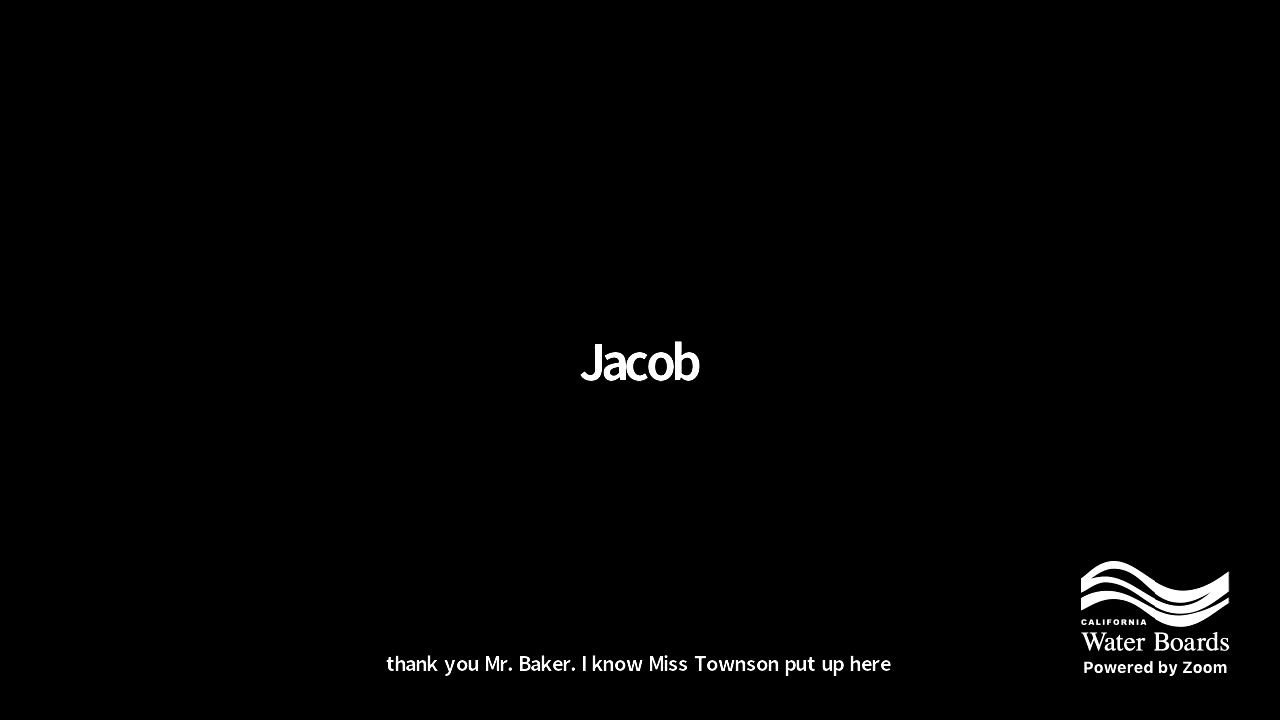 Jacob
CALIFORNIA
Water Boards
thank you Mr. Baker. I know Miss Townson put up here
Powered by Zoom